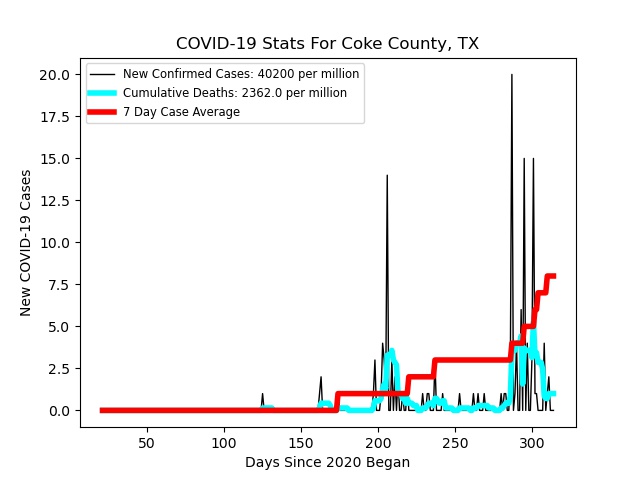 COVID-19 Stats For Coke County, TX
New Confirmed Cases: 40200 per million
Cumulative Deaths: 2362.0 per million
7 Day Case Average
New COVID-19 Cases
20.0
17.5
15.0
12.5
10.0
7.5
5.0
2.5
0.0
50 100 150 200 250 300
Days Since 2020 Began